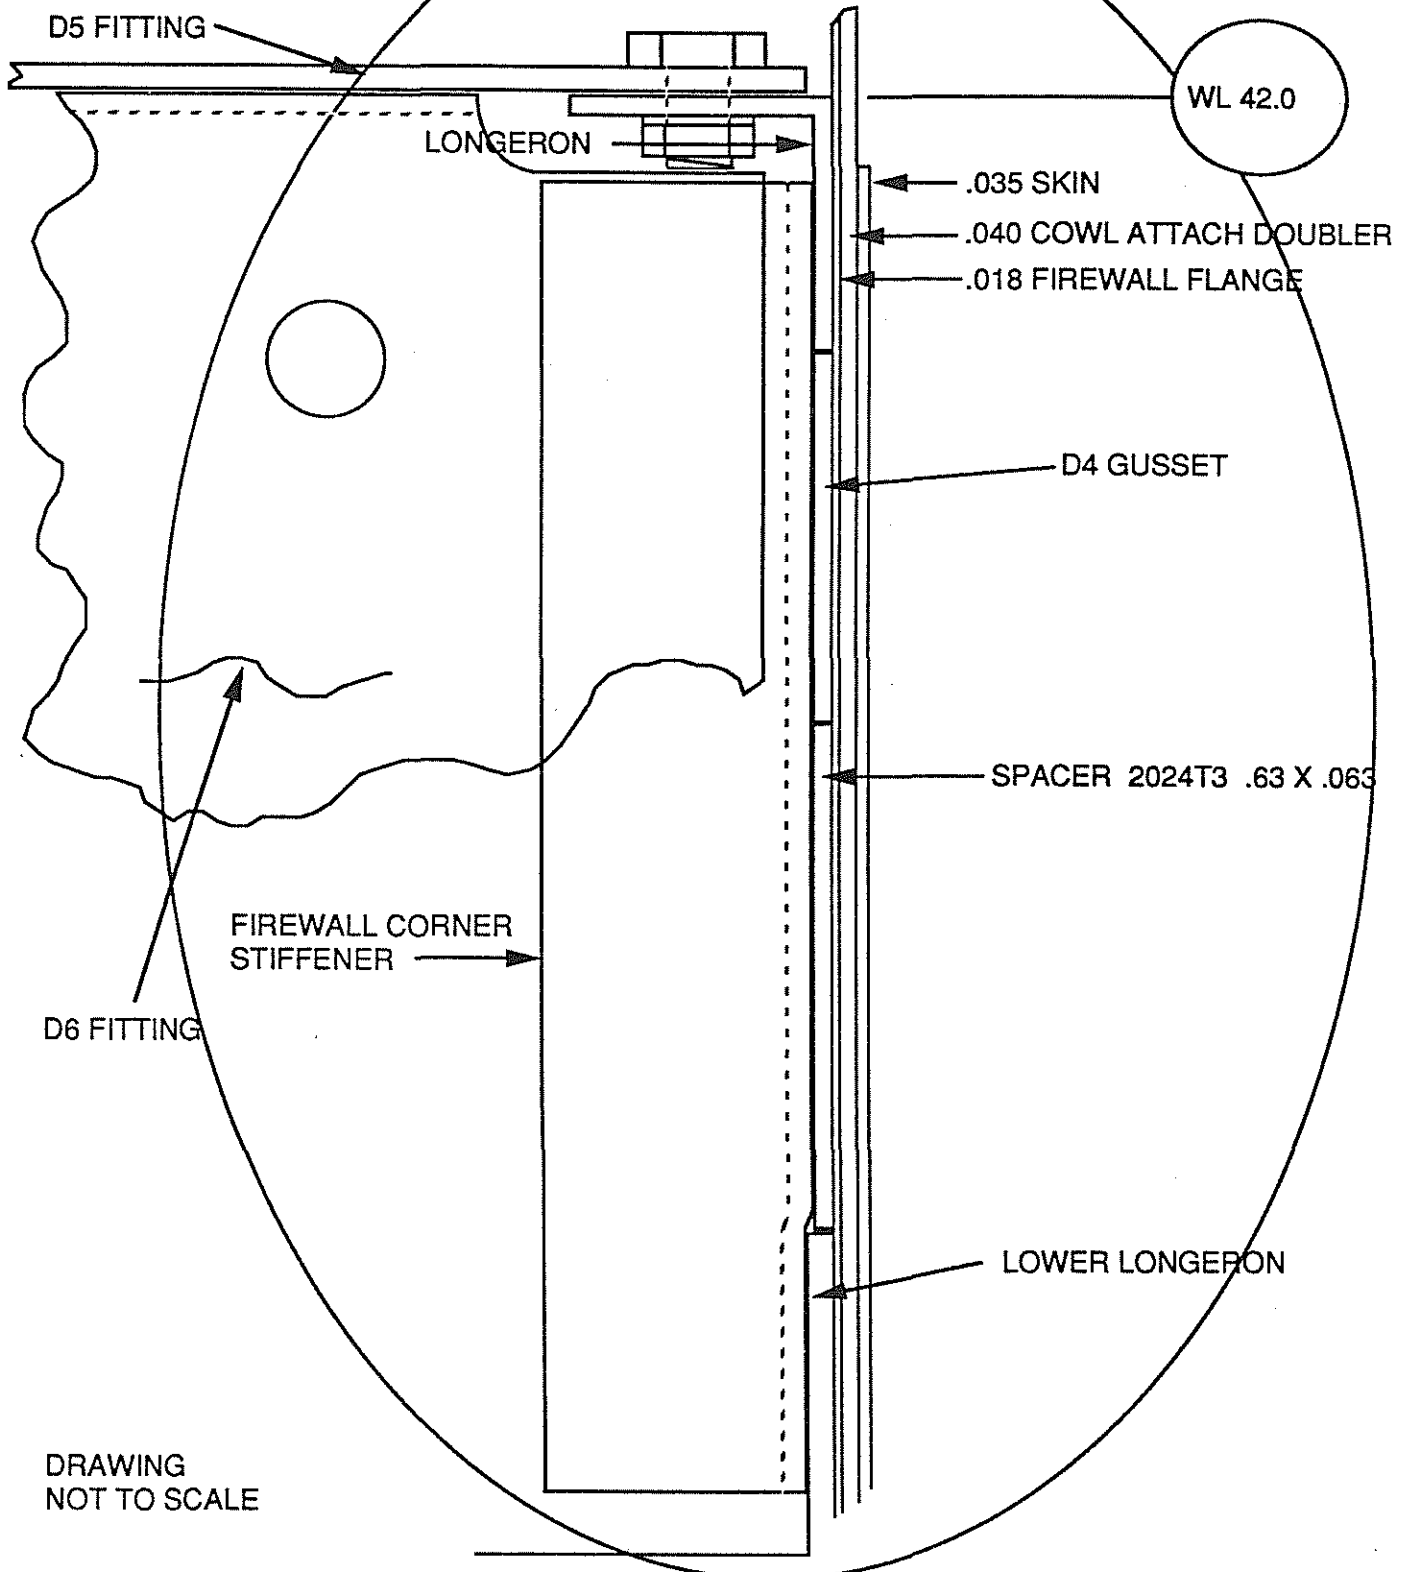 D5 FITTING
WL 42.0
LONGERON
.035 SKIN
.040 COWL ATTACH DOUBLER
.018 FIREWALL FLANGE
D4 GUSSET
SPACER 2024T3 .63 X .063
FIREWALL CORNER
STIFFENER
D6 FITTING
LOWER LONGERON
DRAWING
NOT TO SCALE